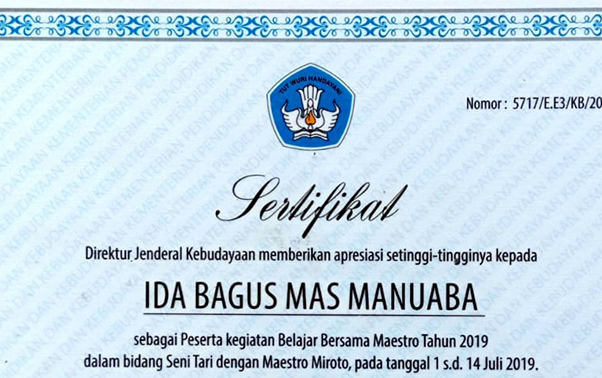 TUT WURI HANDAYANI
Nomor : 5717/E.E3/KB/20
Sertifikat
Direktur Jenderal Kebudayaan memberikan apresiasi setinggi-tingginya kepada
IDA BAGUS MAS MANUABA
sebagai Peserta kegiatan Belajar Bersama Maestro Tahun 2019
dalam bidang Seni Tari dengan Maestro Miroto, pada tanggal 1 s.d. 14 Juli 2019.